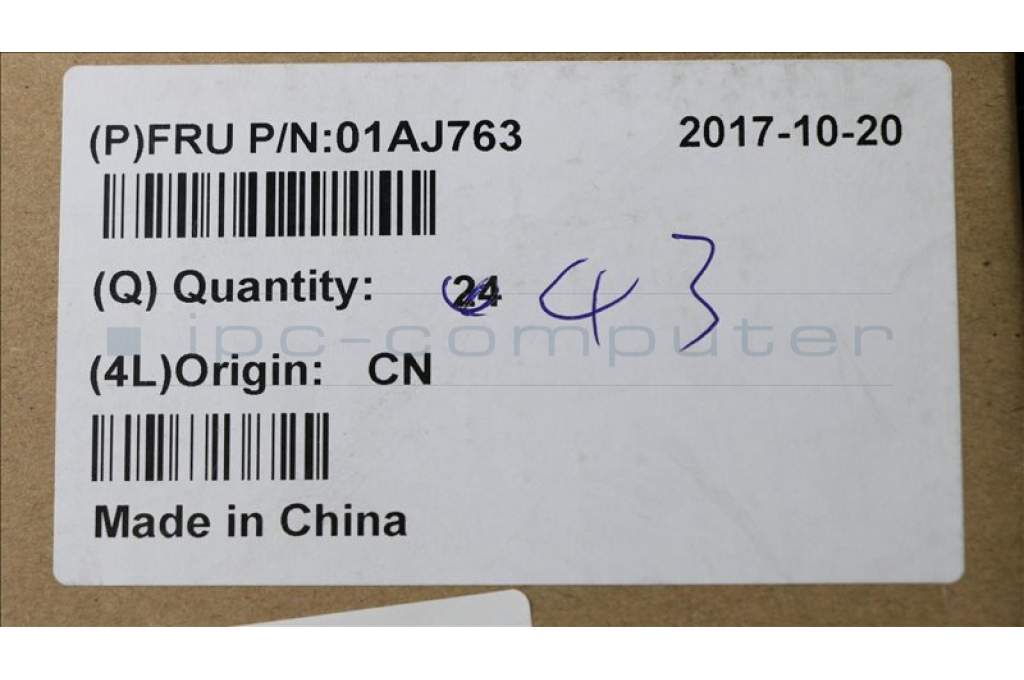 (P)FRU P/N:01AJ763 2017-10-20
(Q) Quantity: 24 43
ipc-computer
(4L)Origin: CN
Made in China